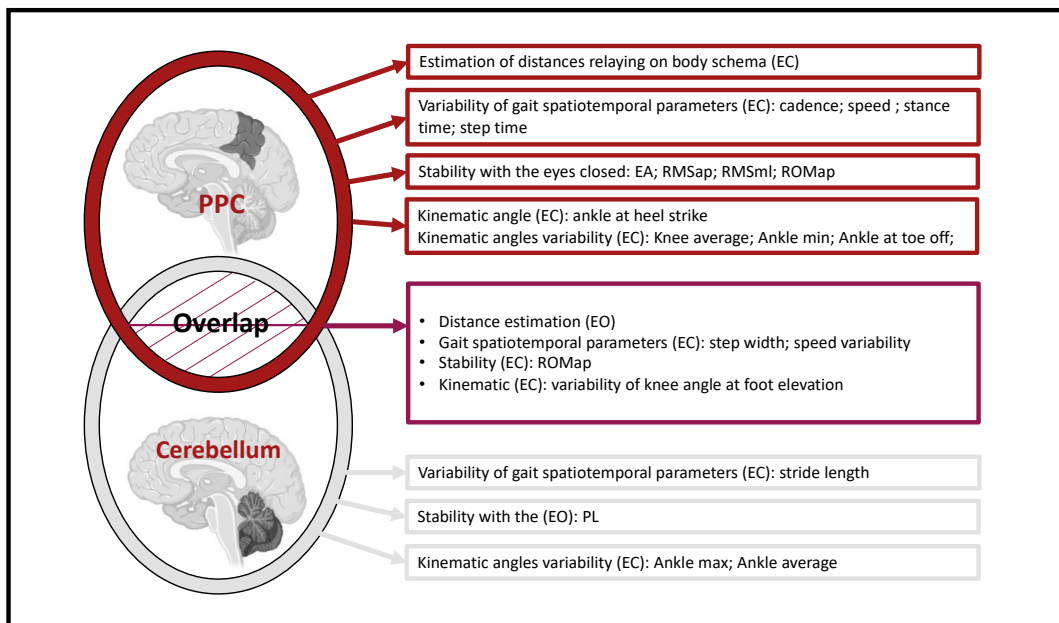 Estimation of distances relaying on body schema (EC)
Variability of gait spatiotemporal parameters (EC): cadence; speed ; stance
time; step time
Stability with the eyes closed: EA; RMSap; RMSml; ROMap
PPC
Kinematic angle (EC): ankle at heel strike
Kinematic angles variability (EC): Knee average; Ankle min; Ankle at toe off;
Overlap
• Distance estimation (EO)
• Gait spatiotemporal parameters (EC): step width; speed variability
• Stability (EC): ROMap
• Kinematic (EC): variability of knee angle at foot elevation
Cerebellum
Variability of gait spatiotemporal parameters (EC): stride length
Stability with the (EO): PL
Kinematic angles variability (EC): Ankle max; Ankle average